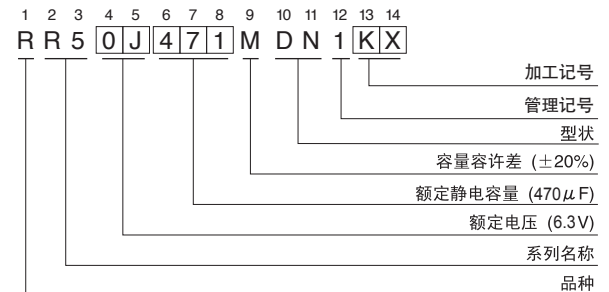 1 2 3 4 5 6 7 8 9 10 11 12 13 14
R R 5 0 J 4 7 1 M D N 1 K X
加工记号
管理记号
型状
容量容许差 (±20%)
额定静电容量 (470μF)
额定电压 (6.3V)
系列名称
品种